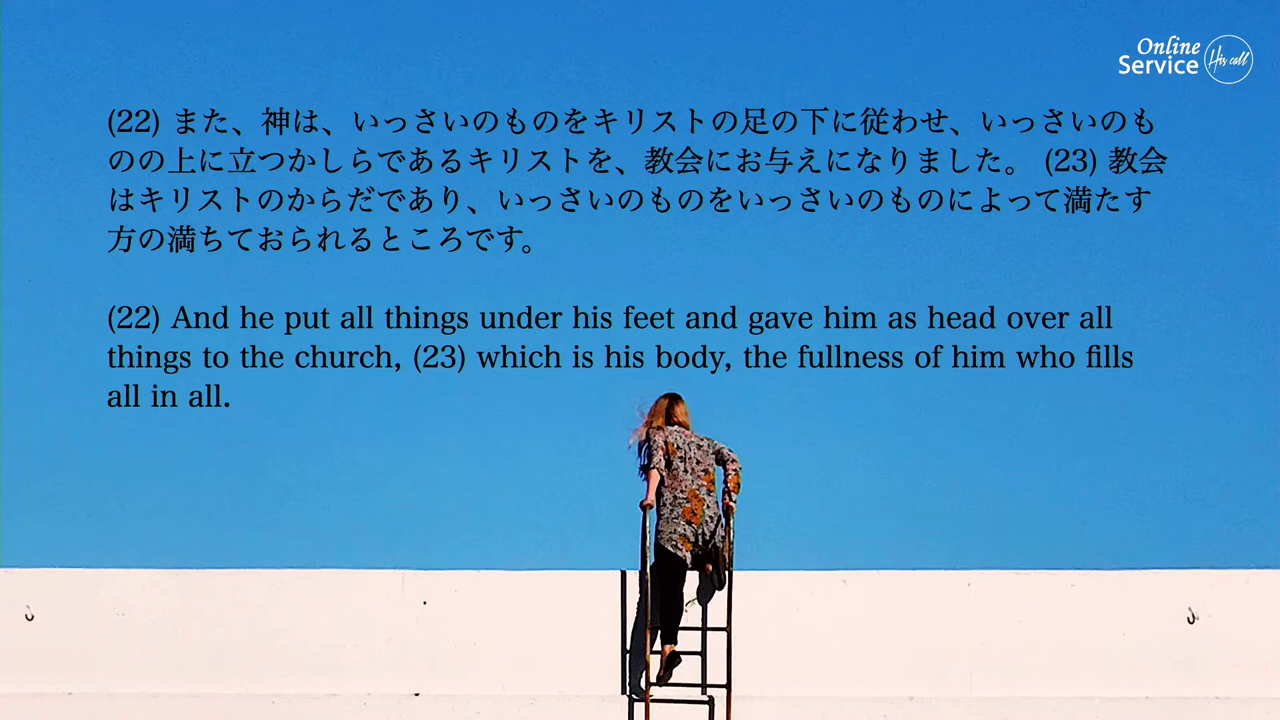 Online
Service
His call
(22) また、神は、いっさいのものをキリストの足の下に従わせ、いっさいのも
のの上に立つかしらであるキリストを、教会にお与えになりました。 (23) 教会
はキリストのからだであり、いっさいのものをいっさいのものによって満たす
方の満ちておられるところです。
(22) And he put all things under his feet and gave him as head over all
things to the church, (23) which is his body, the fullness of him who fills
all in all.